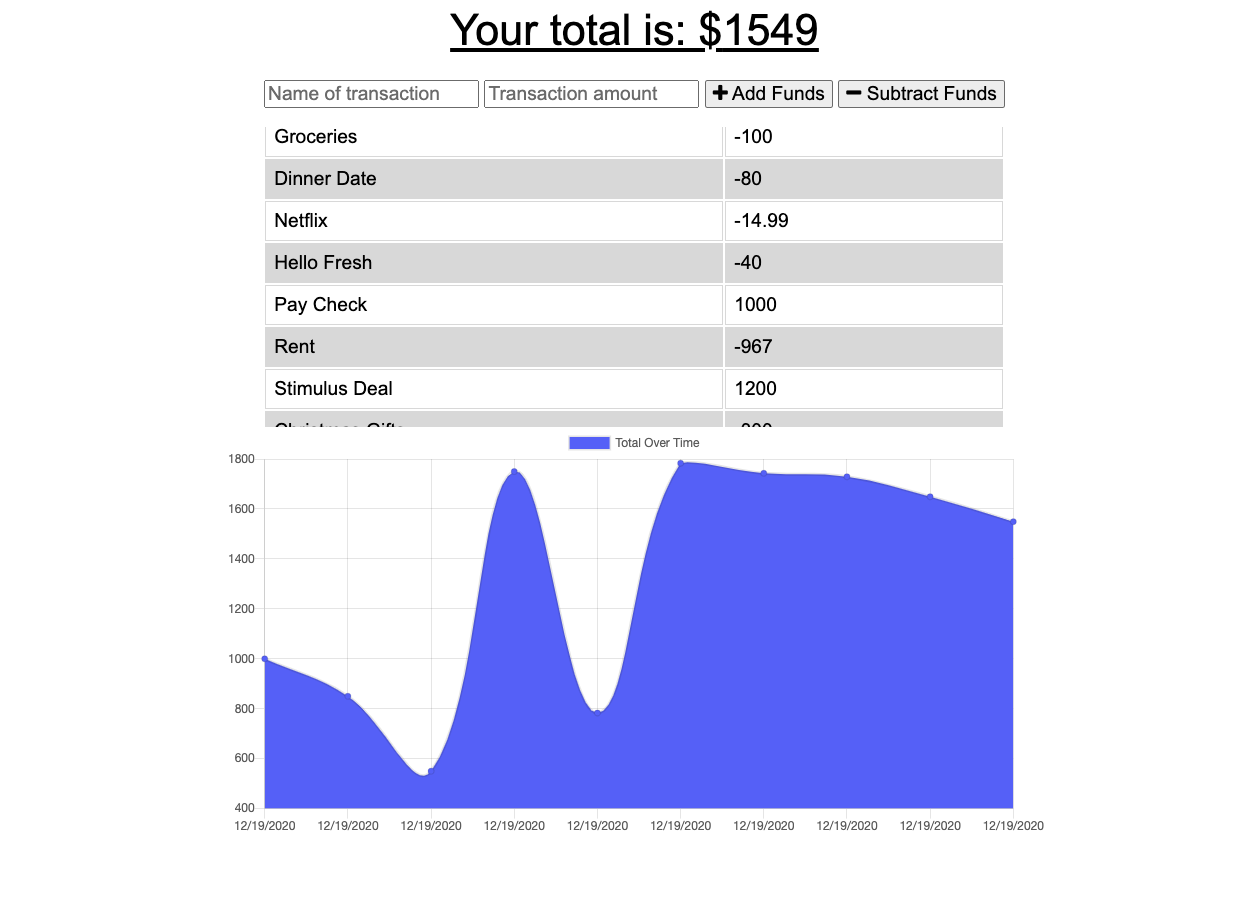 Your total is: $1549
Name of transaction Transaction amount Add Funds Subtract Funds
Groceries -100
Dinner Date -80
Netflix -14.99
Hello Fresh -40
Pay Check 1000
Rent -967
Stimulus Deal 1200
Total Over Time
1800
1600
1400
1200
1000
800
600
400
12/19/2020 12/19/2020 12/19/2020 12/19/2020 12/19/2020 12/19/2020 12/19/2020 12/19/2020 12/19/2020 12/19/2020